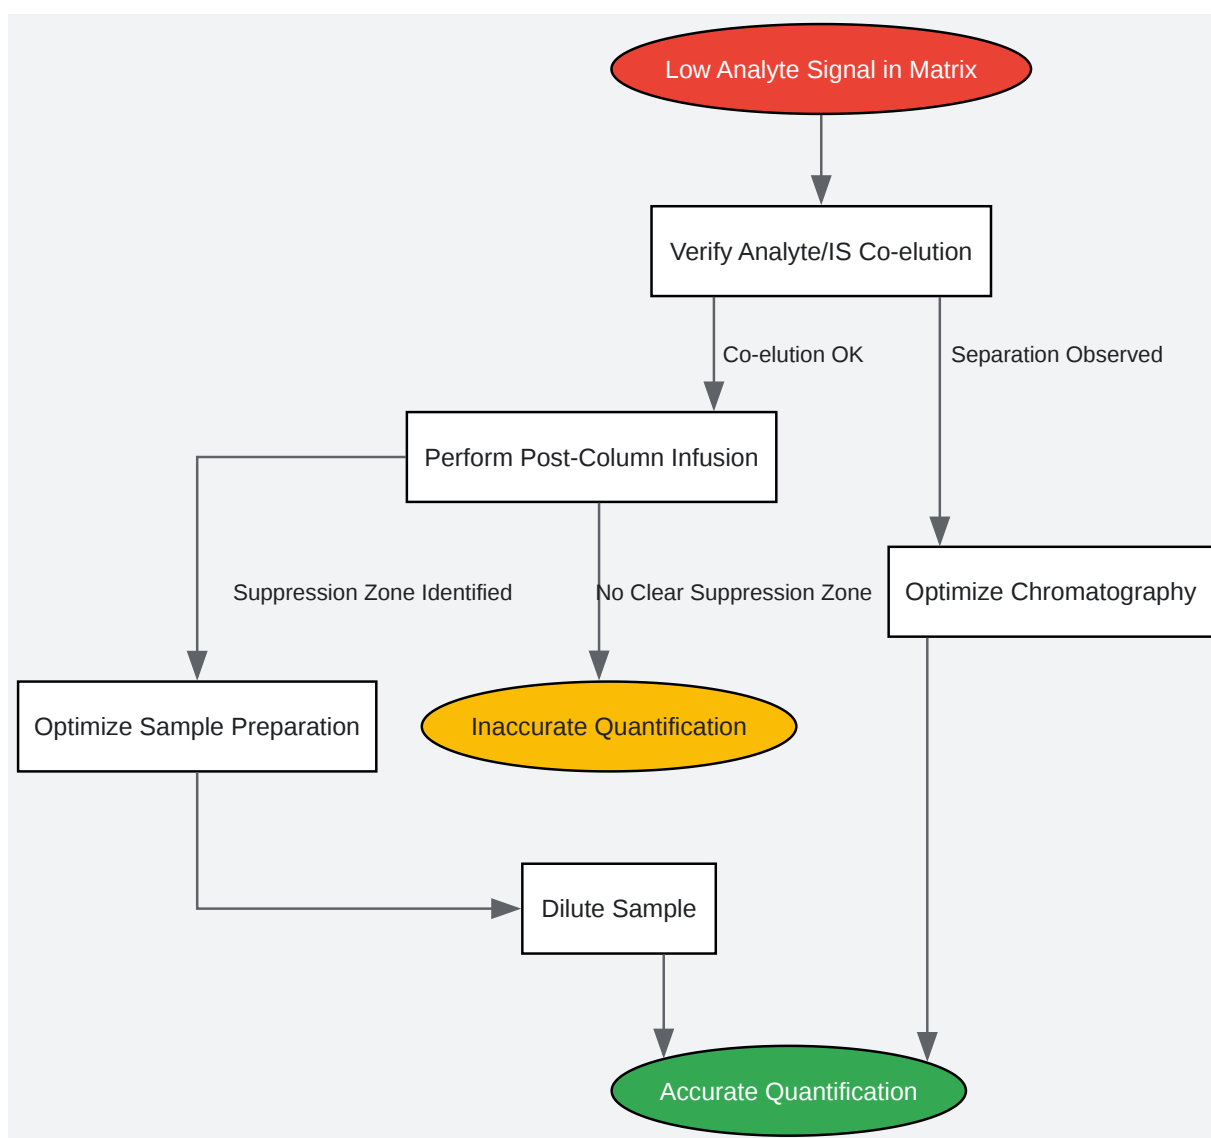 Low Analyte Signal in Matrix
Verify Analyte/IS Co-elution
Co-elution OK
Separation Observed
Perform Post-Column Infusion
Suppression Zone Identified
No Clear Suppression Zone
Optimize Chromatography
Optimize Sample Preparation
Inaccurate Quantification
Dilute Sample
Accurate Quantification